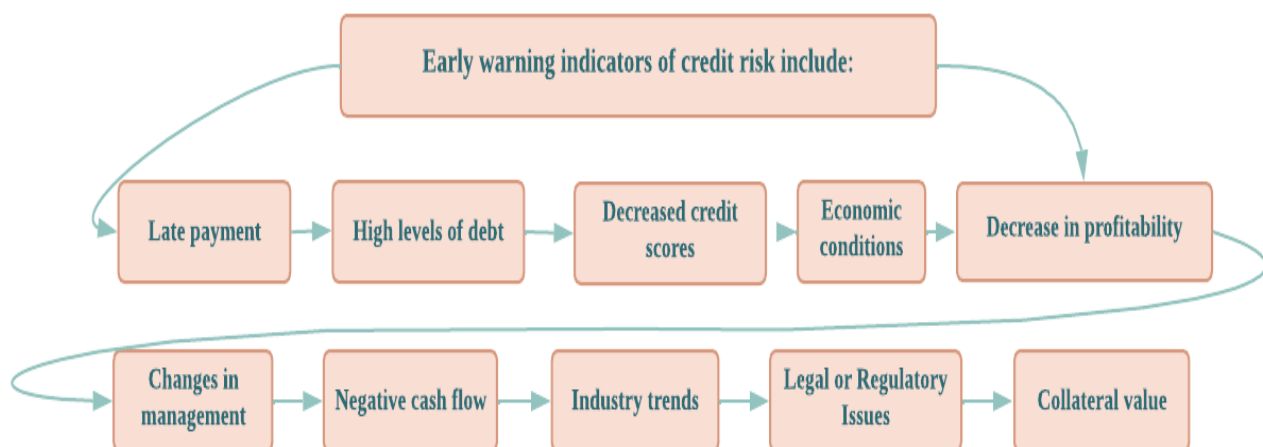 Early warning indicators of credit risk include:
Late payment
High levels of debt
Decreased credit
scores
Economic
conditions
Decrease in profitability
Changes in
management
Negative cash flow
Industry trends
Legal or Regulatory
Issues
Collateral value